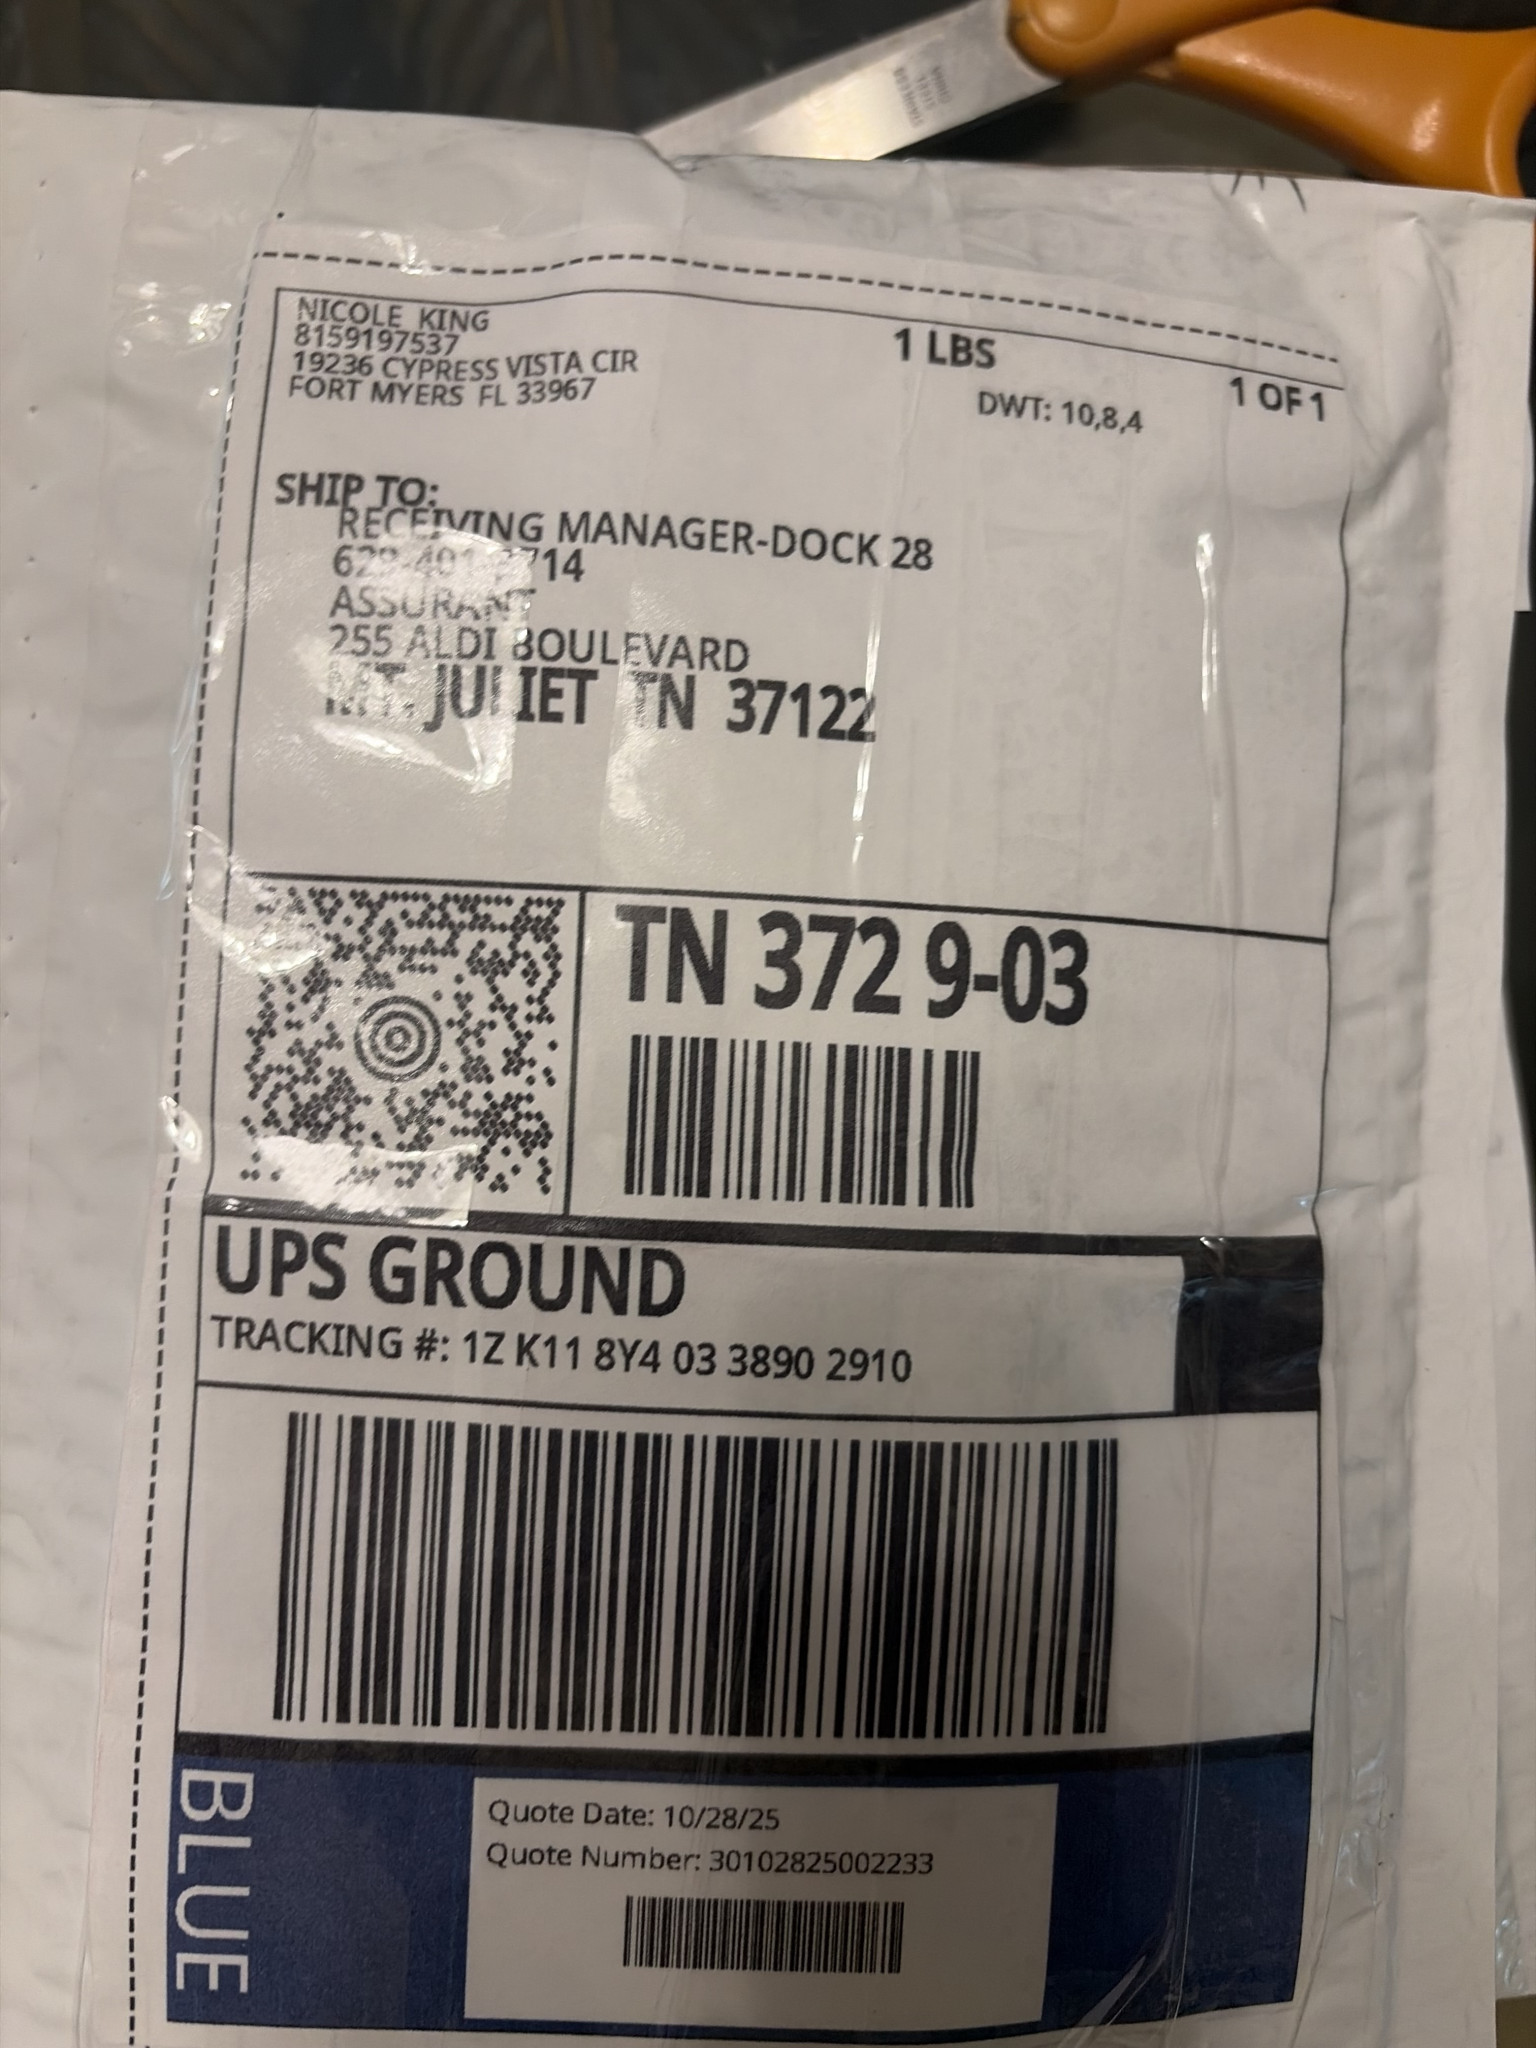 NICOLE KING
8159197537
19236 CYPRESS VISTA CIR
FORT MYERS FL 33967
1 LBS
1 OF 1
DWT: 10,8,4
SHIP TO:
RECEIVING MANAGER-DOCK 28
ASSURANT
255 ALDI BOULEVARD
MT. JULIET TN 37122
TN 372 9-03
UPS GROUND
TRACKING #: 1Z K11 8Y4 03 3890 2910
BLUE
Quote Date: 10/28/25
Quote Number: 30102825002233